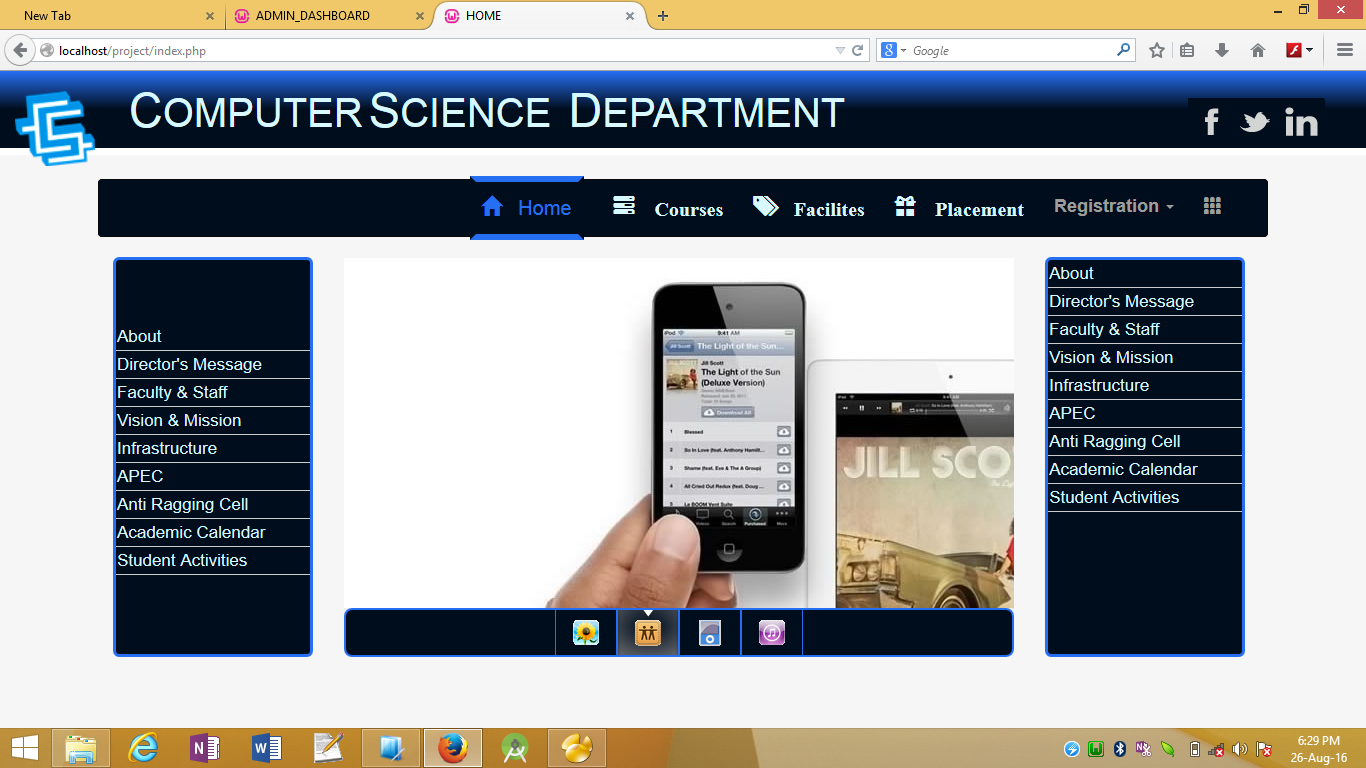 New Tab
ADMIN_DASHBOARD
HOME
localhost/project/index.php
Google
COMPUTER SCIENCE DEPARTMENT
Home
Courses
Facilites
Placement
Registration
About
Director's Message
Faculty & Staff
Vision & Mission
Infrastructure
APEC
Anti Ragging Cell
Academic Calendar
Student Activities
iPod
9:41 AM
Jill Scott
The Light of the Sun...
Jill Scott
The Light of the Sun
(Deluxe Version)
Download All
1 Blessed
2 So In Love (feat. Anthony Hamilt...
3 Shame (feat. Eve & The A Group)
4 All Cried Out Redux (feat. Doug ...
5 Le BOOM Vent Suite
Videos
Search
Purchased
More
JILL SCO
About
Director's Message
Faculty & Staff
Vision & Mission
Infrastructure
APEC
Anti Ragging Cell
Academic Calendar
Student Activities
6:29 PM
26-Aug-16